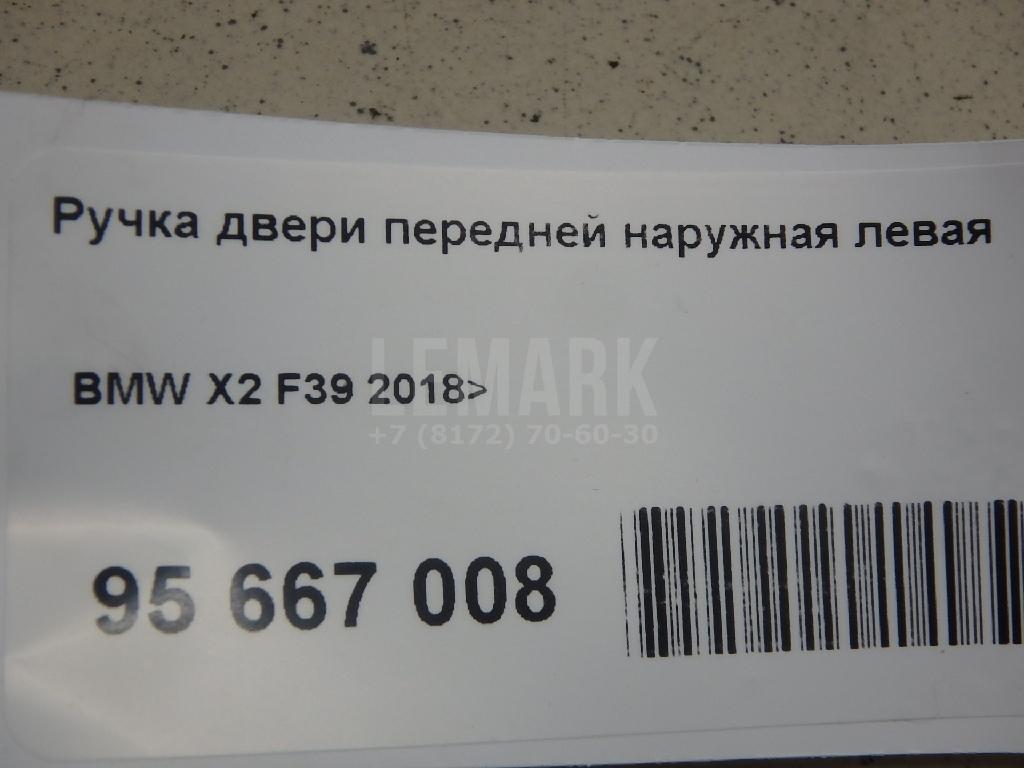 Ручка двери передней наружная левая
LEMARK
BMW X2 F39 2018>
+7 (8172) 70-60-30
95 667 008